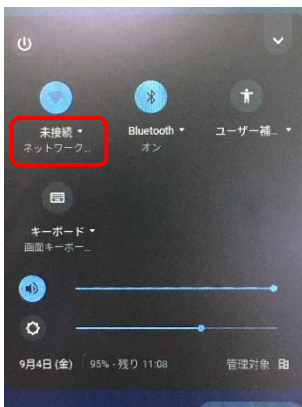 未接続
Bluetooth
ユーザー補...
ネットワーク...
オン
キーボード
画面キーボー...
9月4日 (金) 95% - 残り 11:08 管理対象